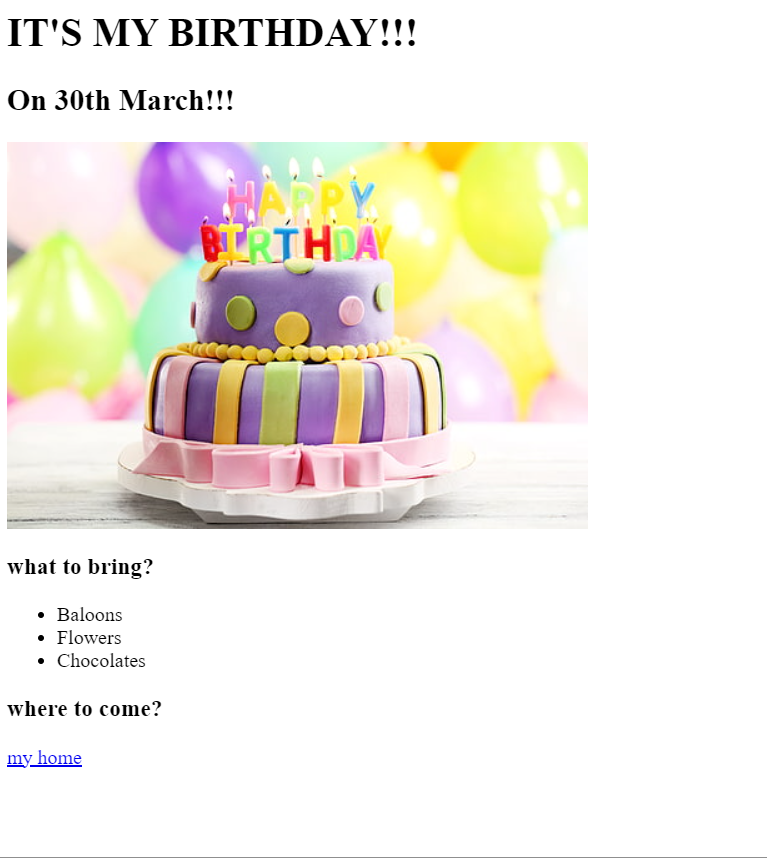 IT'S MY BIRTHDAY!!!
On 30th March!!!
HAPPY
BIRTHDAY
what to bring?
Baloons
Flowers
Chocolates
where to come?
my home